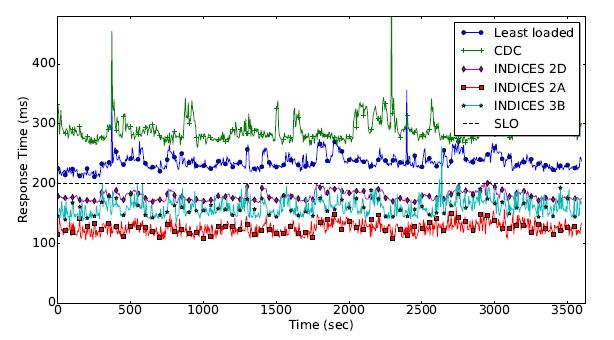 Response Time (ms)
400
300
200
100
0
0
500
1000
1500
2000
2500
3000
3500
Time (sec)
Least loaded
CDC
INDICES 2D
INDICES 2A
INDICES 3B
SLO